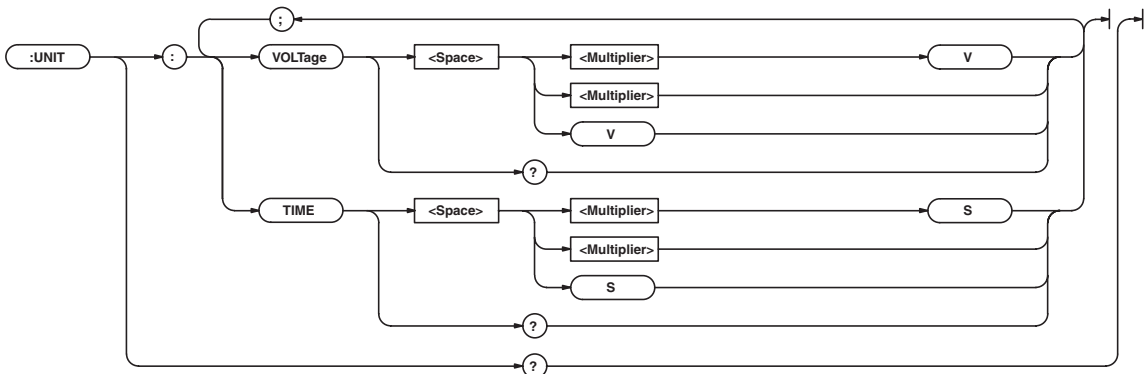 ;
:UNIT : VOLTage <Space> <Multiplier> V
<Multiplier>
V
?
TIME <Space> <Multiplier> S
<Multiplier>
S
?
?